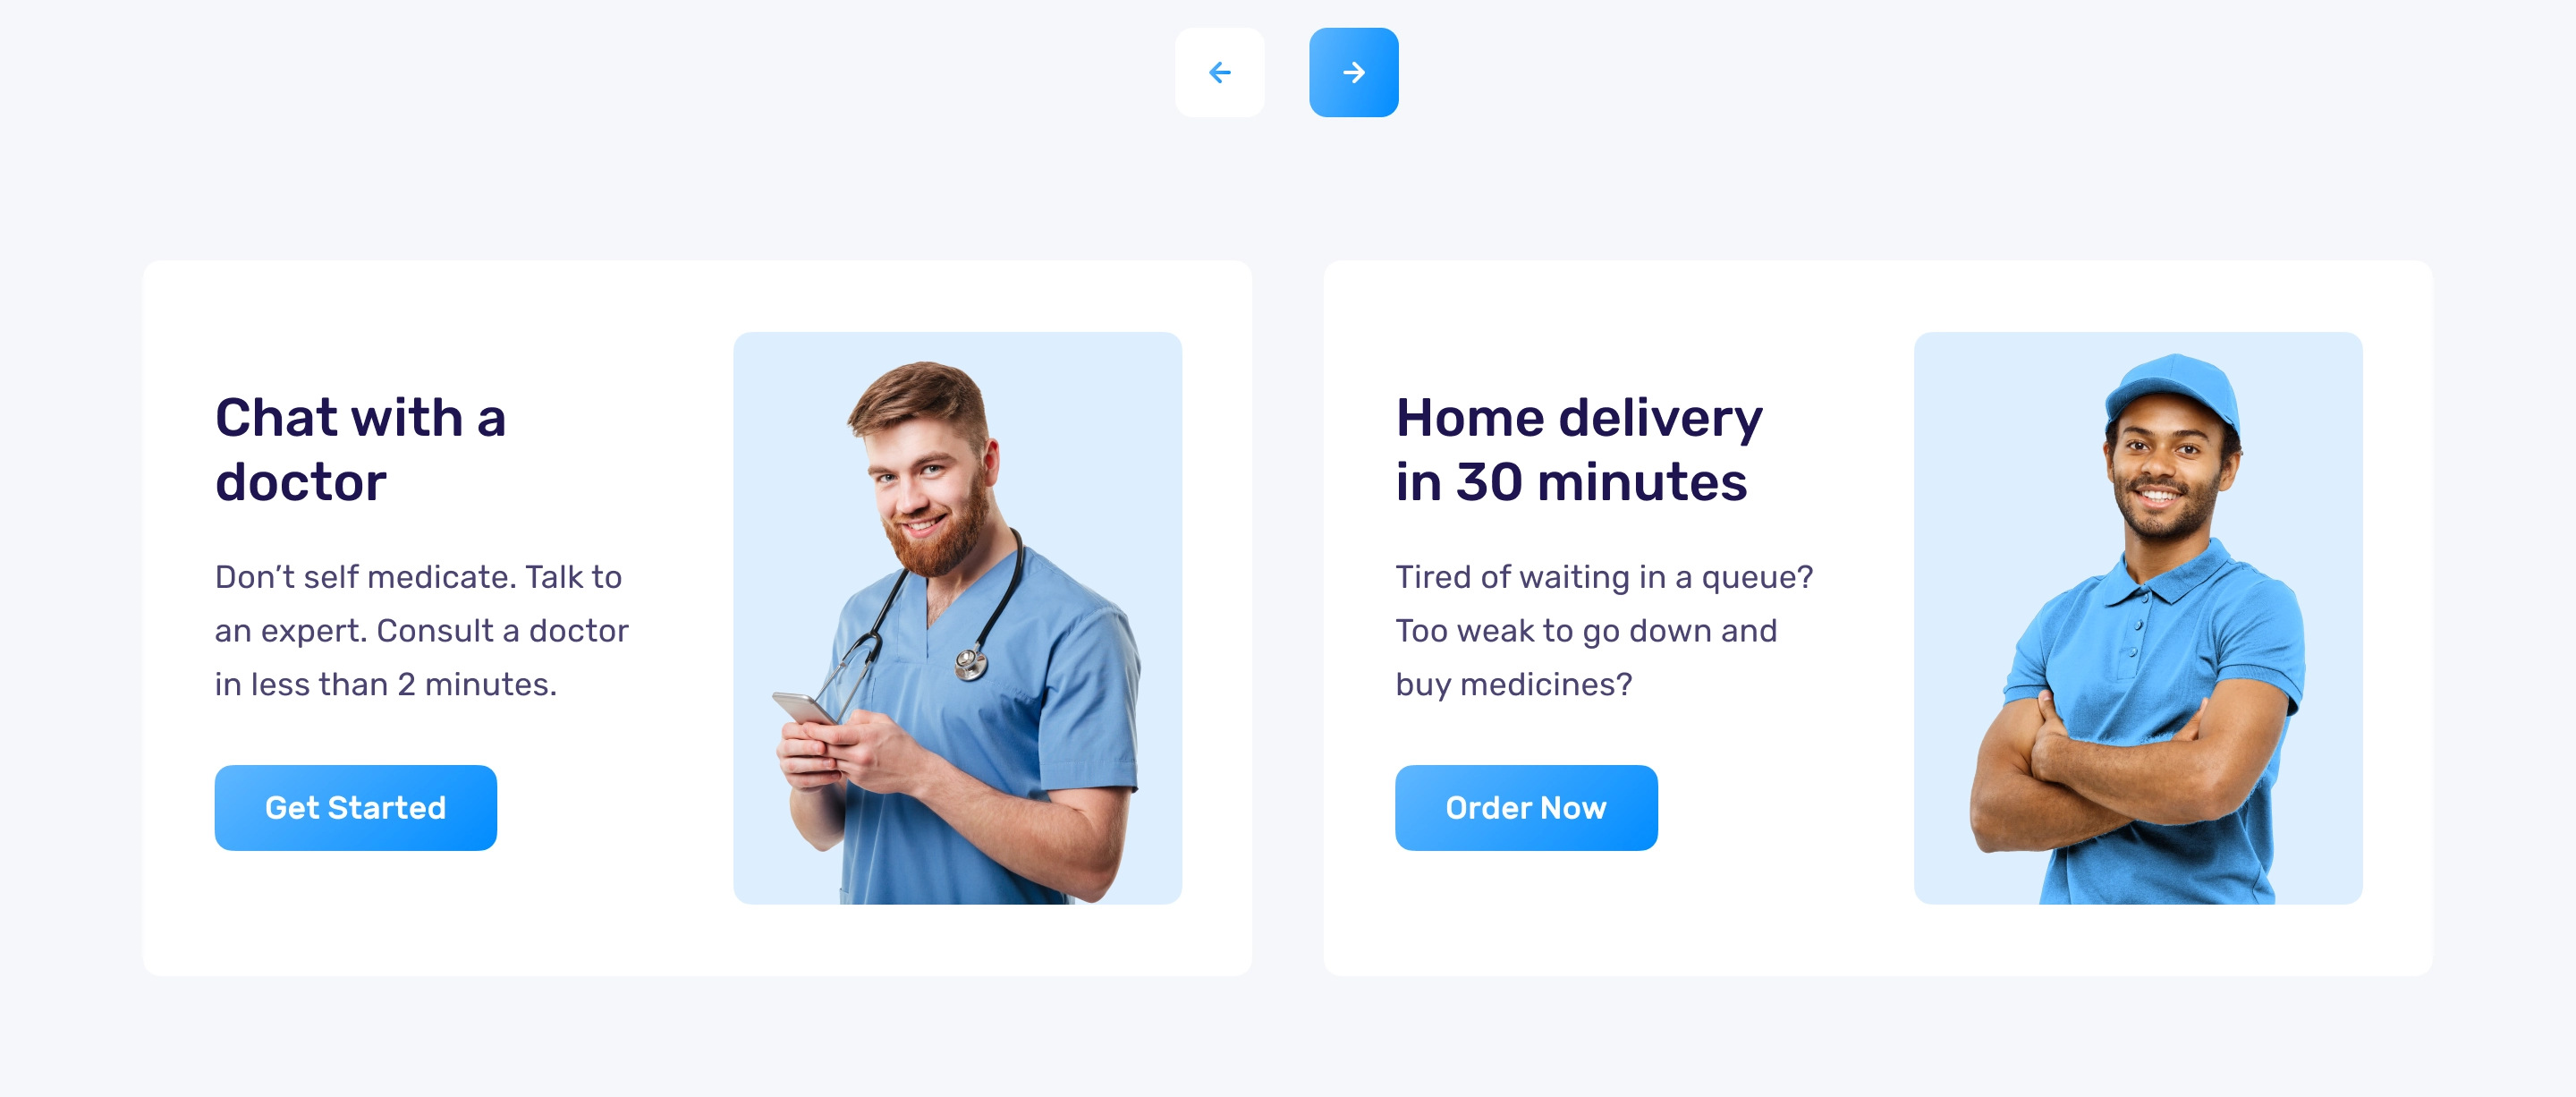 Chat with a
doctor
Don’t self medicate. Talk to
an expert. Consult a doctor
in less than 2 minutes.
Get Started
Home delivery
in 30 minutes
Tired of waiting in a queue?
Too weak to go down and
buy medicines?
Order Now